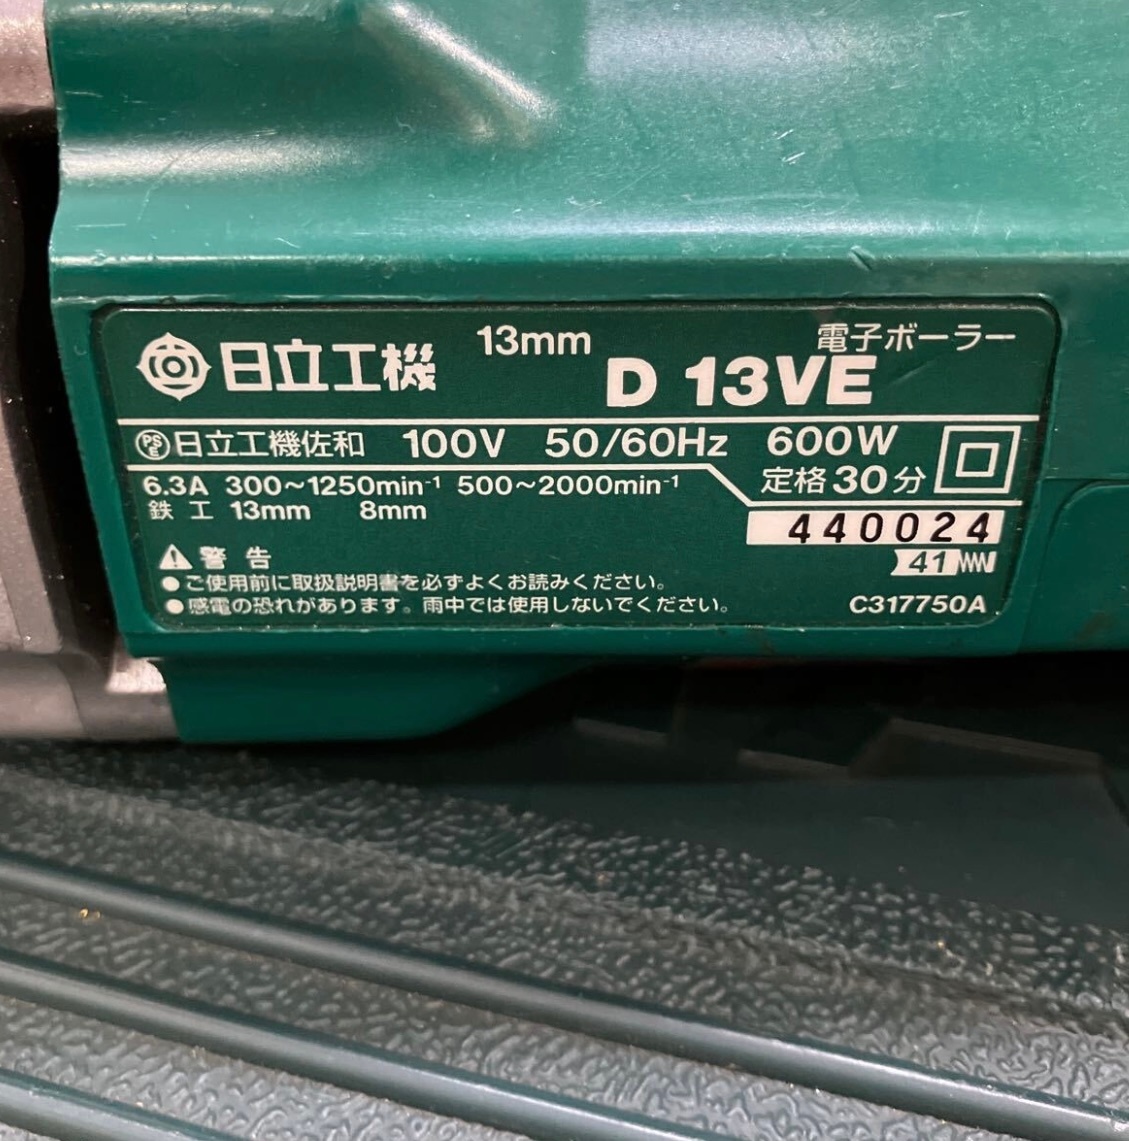 日立工機 13mm 電子ボーラー
D 13VE
PSE 日立工機佐和 100V 50/60Hz 600W
定格30分
6.3A 300~1250min-1 500~2000min-1
鉄工 13mm 8mm
440024
41
警告
●ご使用前に取扱説明書を必ずよくお読みください。
●感電の恐れがあります。雨中では使用しないでください。
C317750A